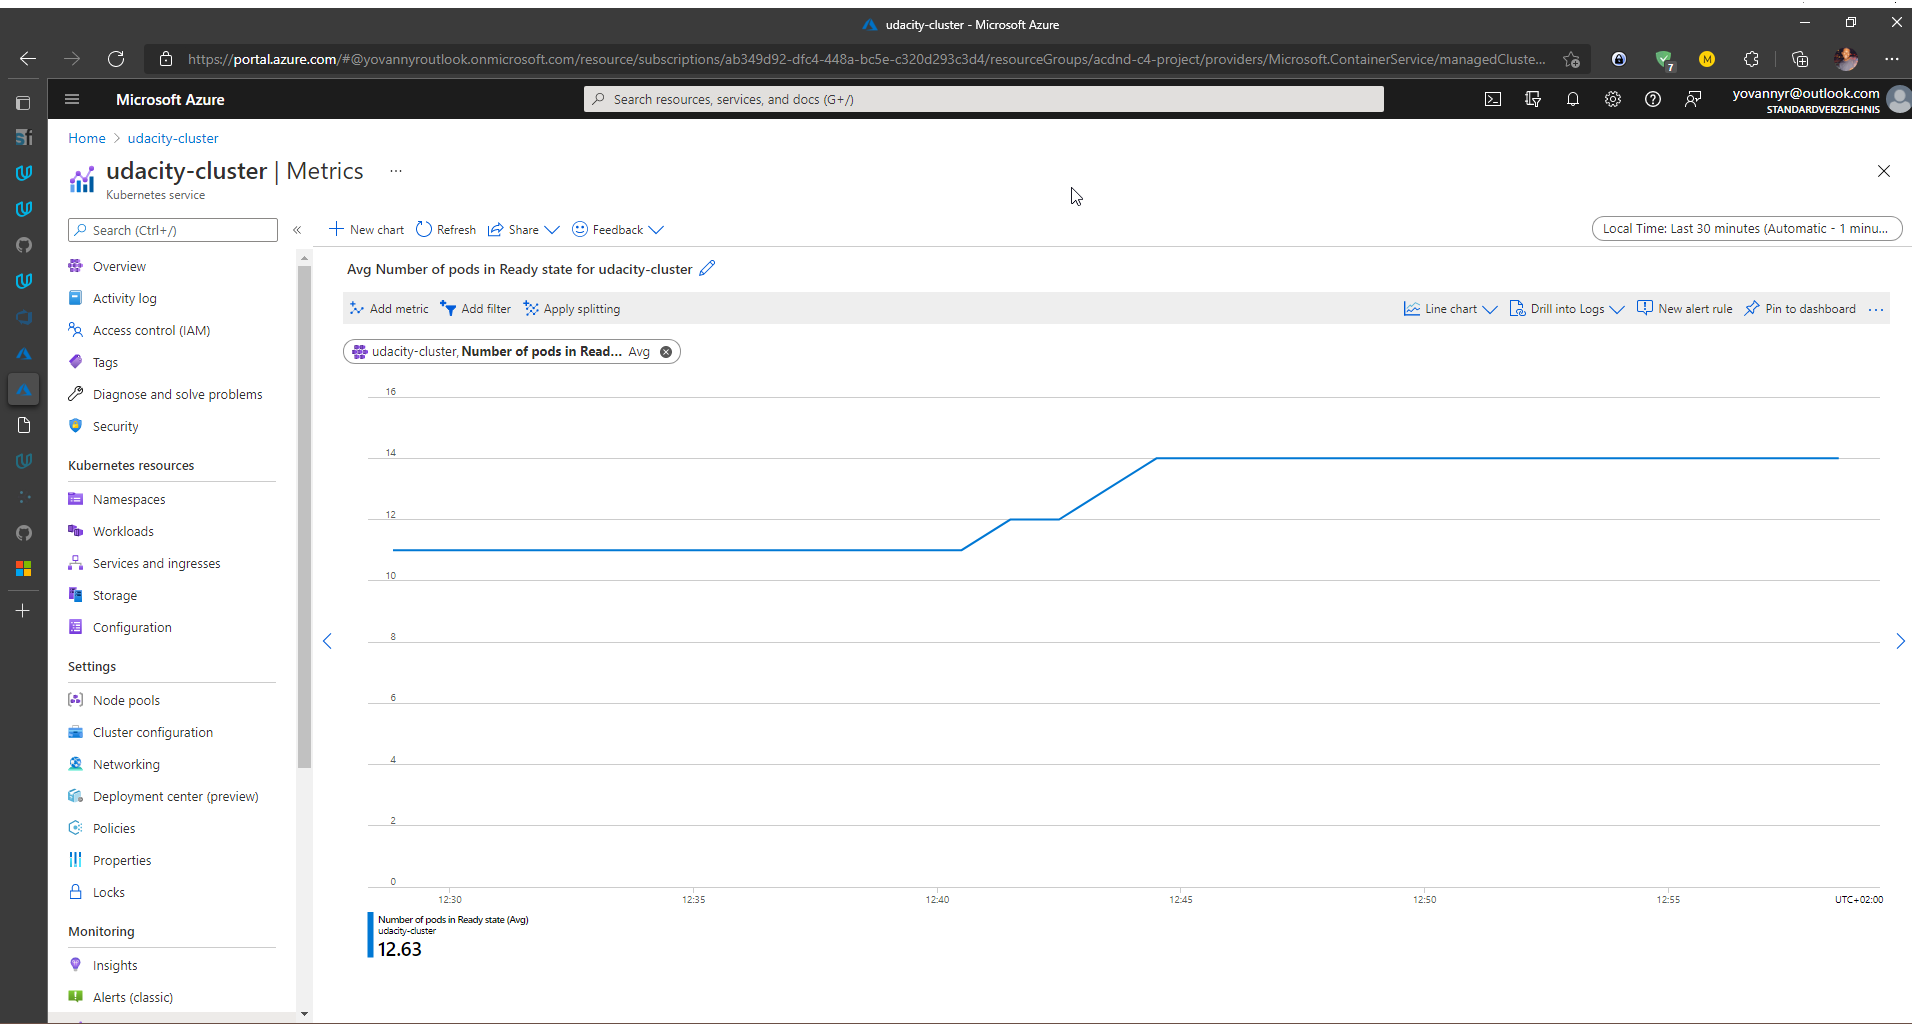 udacity-cluster - Microsoft Azure
https://portal.azure.com/#@yovannyroutlook.onmicrosoft.com/resource/subscriptions/ab349d92-dfc4-448a-bc5e-c320d293c3d4/resourceGroups/acdnd-c4-project/providers/Microsoft.ContainerService/managedCluste...
7
M
Microsoft Azure
Search resources, services, and docs (G+/)
yovannyr@outlook.com
STANDARDVERZEICHNIS
Home > udacity-cluster
udacity-cluster | Metrics ...
Kubernetes service
Search (Ctrl+/) «
New chart Refresh Share Feedback
Local Time: Last 30 minutes (Automatic - 1 minu...
Overview
Activity log
Access control (IAM)
Tags
Diagnose and solve problems
Security
Kubernetes resources
Namespaces
Workloads
Services and ingresses
Storage
Configuration
Settings
Node pools
Cluster configuration
Networking
Deployment center (preview)
Policies
Properties
Locks
Monitoring
Insights
Alerts (classic)
Avg Number of pods in Ready state for udacity-cluster
Add metric Add filter Apply splitting
Line chart Drill into Logs New alert rule Pin to dashboard ...
udacity-cluster, Number of pods in Read... Avg
16
14
12
10
8
6
4
2
0
12:30 12:35 12:40 12:45 12:50 12:55 UTC+02:00
Number of pods in Ready state (Avg)
udacity-cluster
12.63